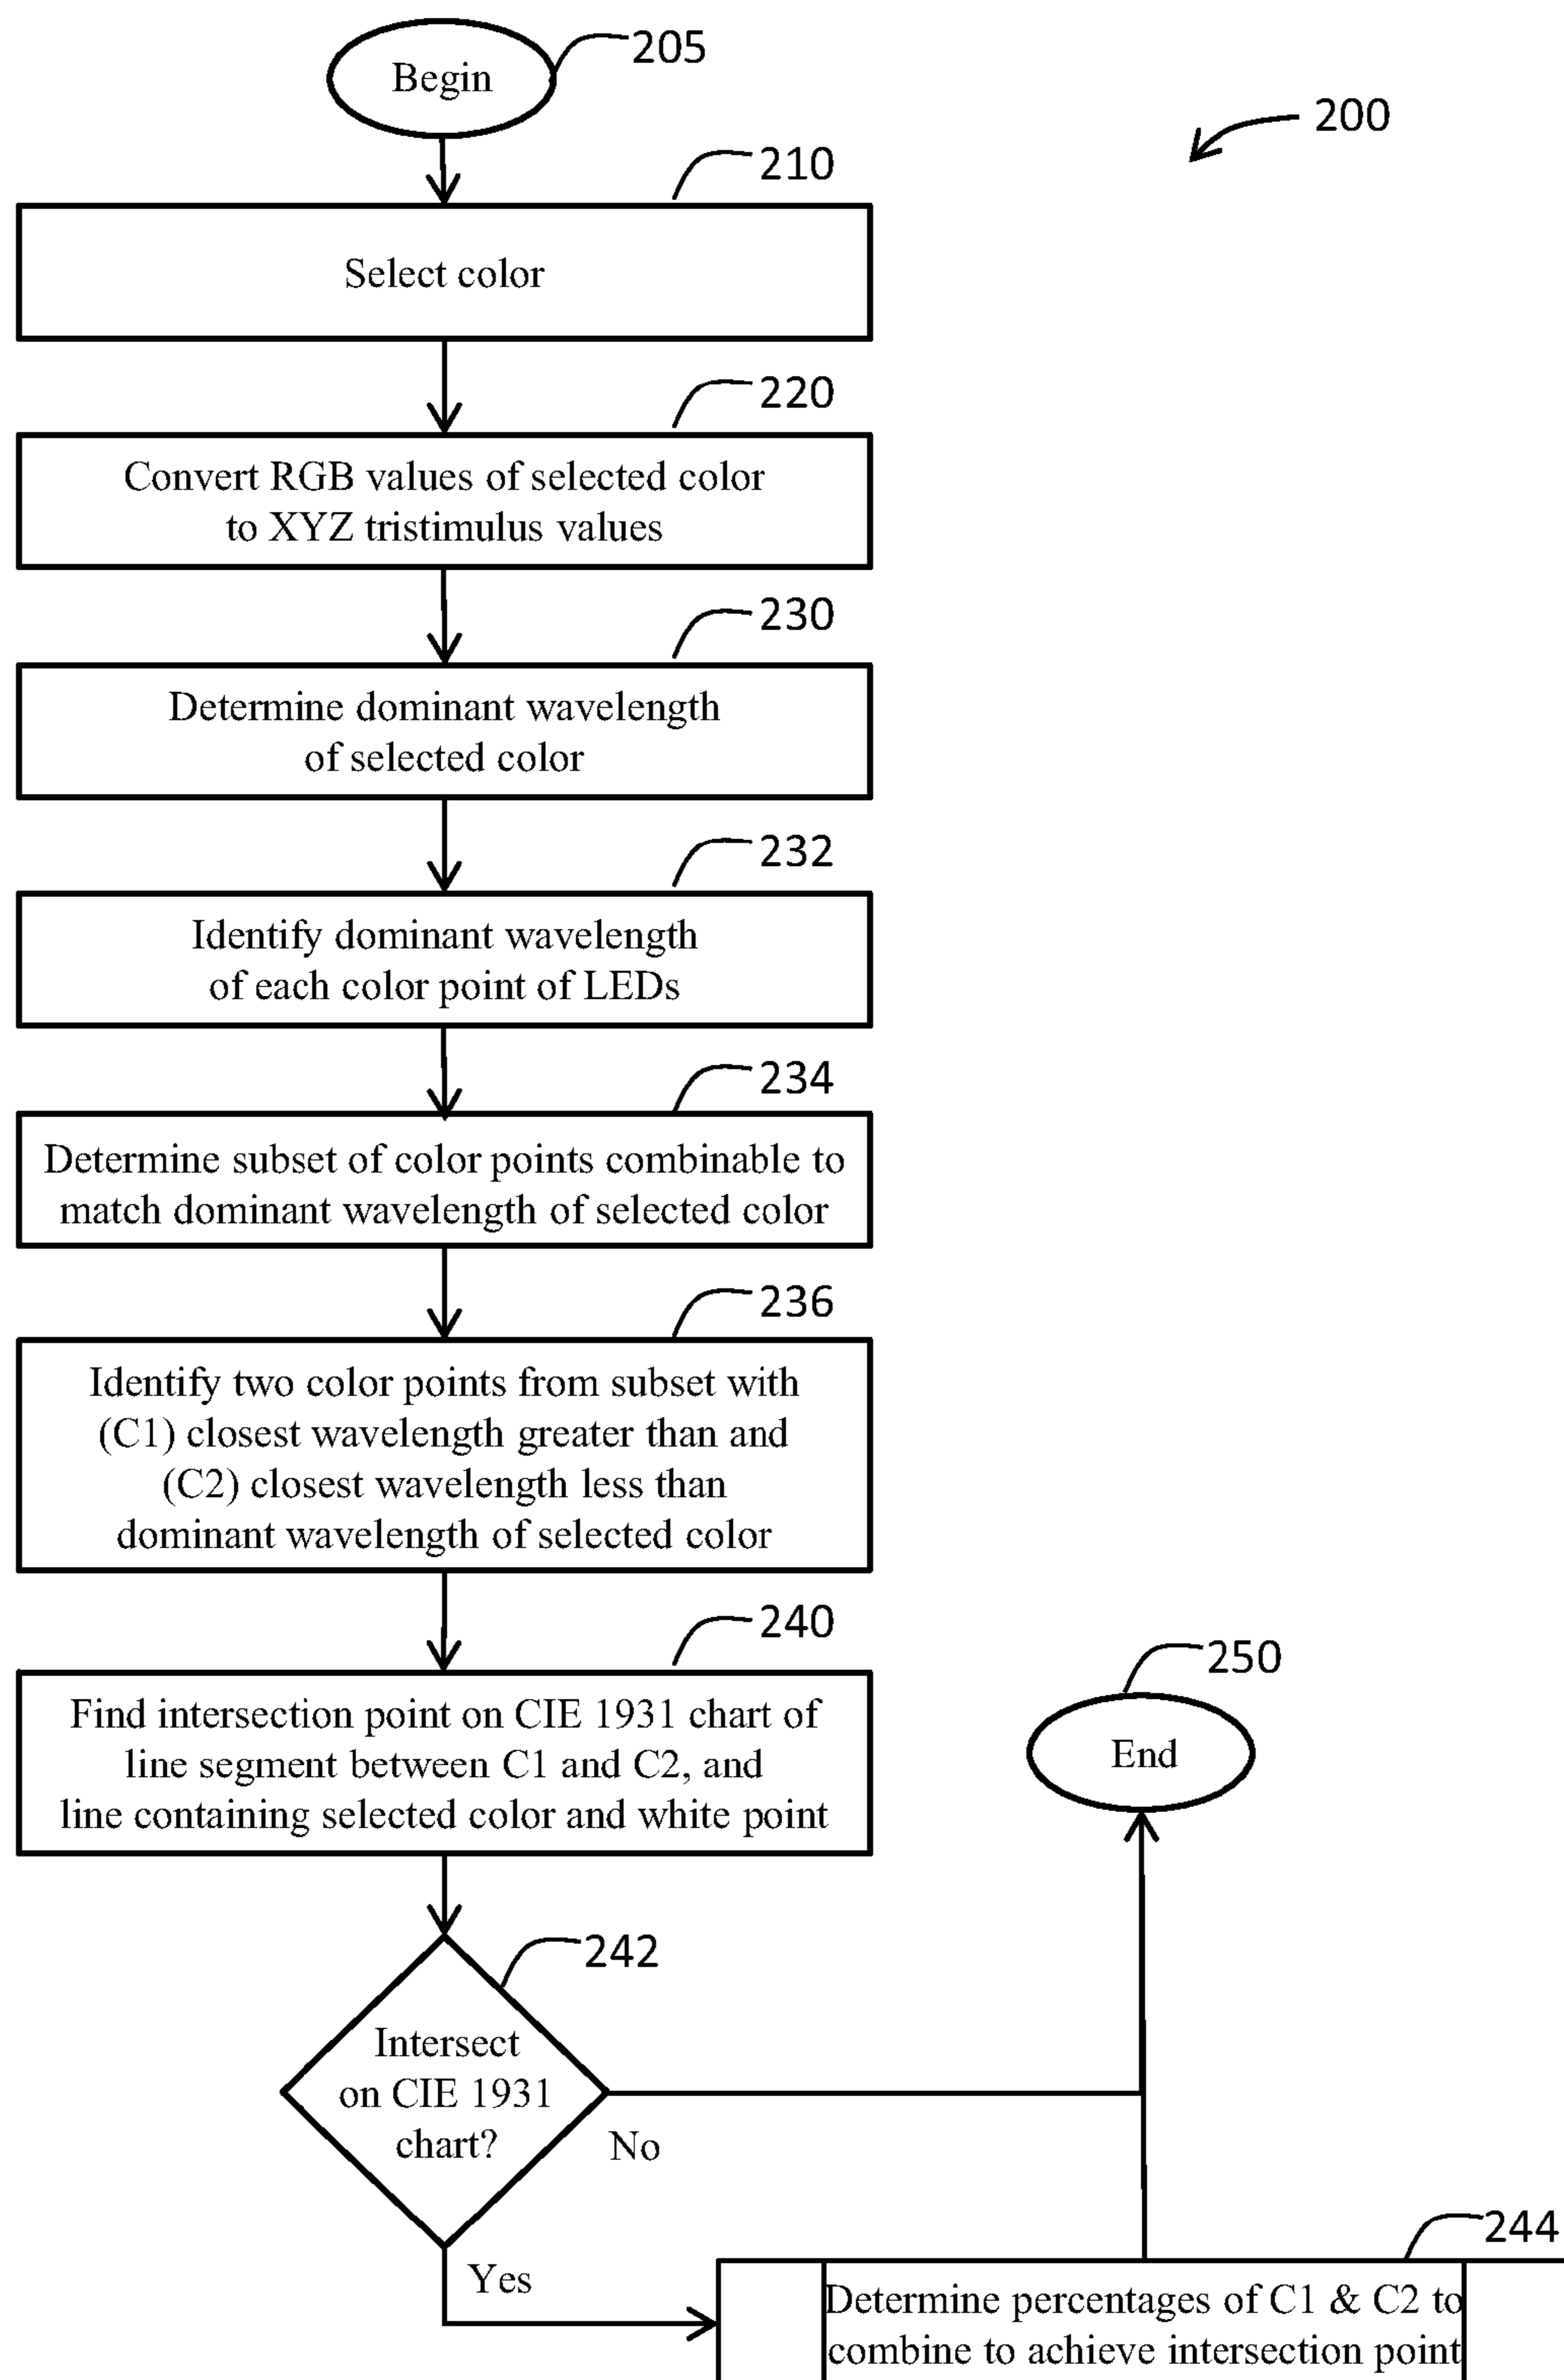 Begin
205
200
210
Select color
220
Convert RGB values of selected color
to XYZ tristimulus values
230
Determine dominant wavelength
of selected color
232
Identify dominant wavelength
of each color point of LEDs
234
Determine subset of color points combinable to
match dominant wavelength of selected color
236
Identify two color points from subset with
(C1) closest wavelength greater than and
(C2) closest wavelength less than
dominant wavelength of selected color
240
Find intersection point on CIE 1931 chart of
line segment between C1 and C2, and
line containing selected color and white point
250
End
242
Intersect
on CIE 1931
chart?
No
Yes
244
Determine percentages of C1 & C2 to
combine to achieve intersection point